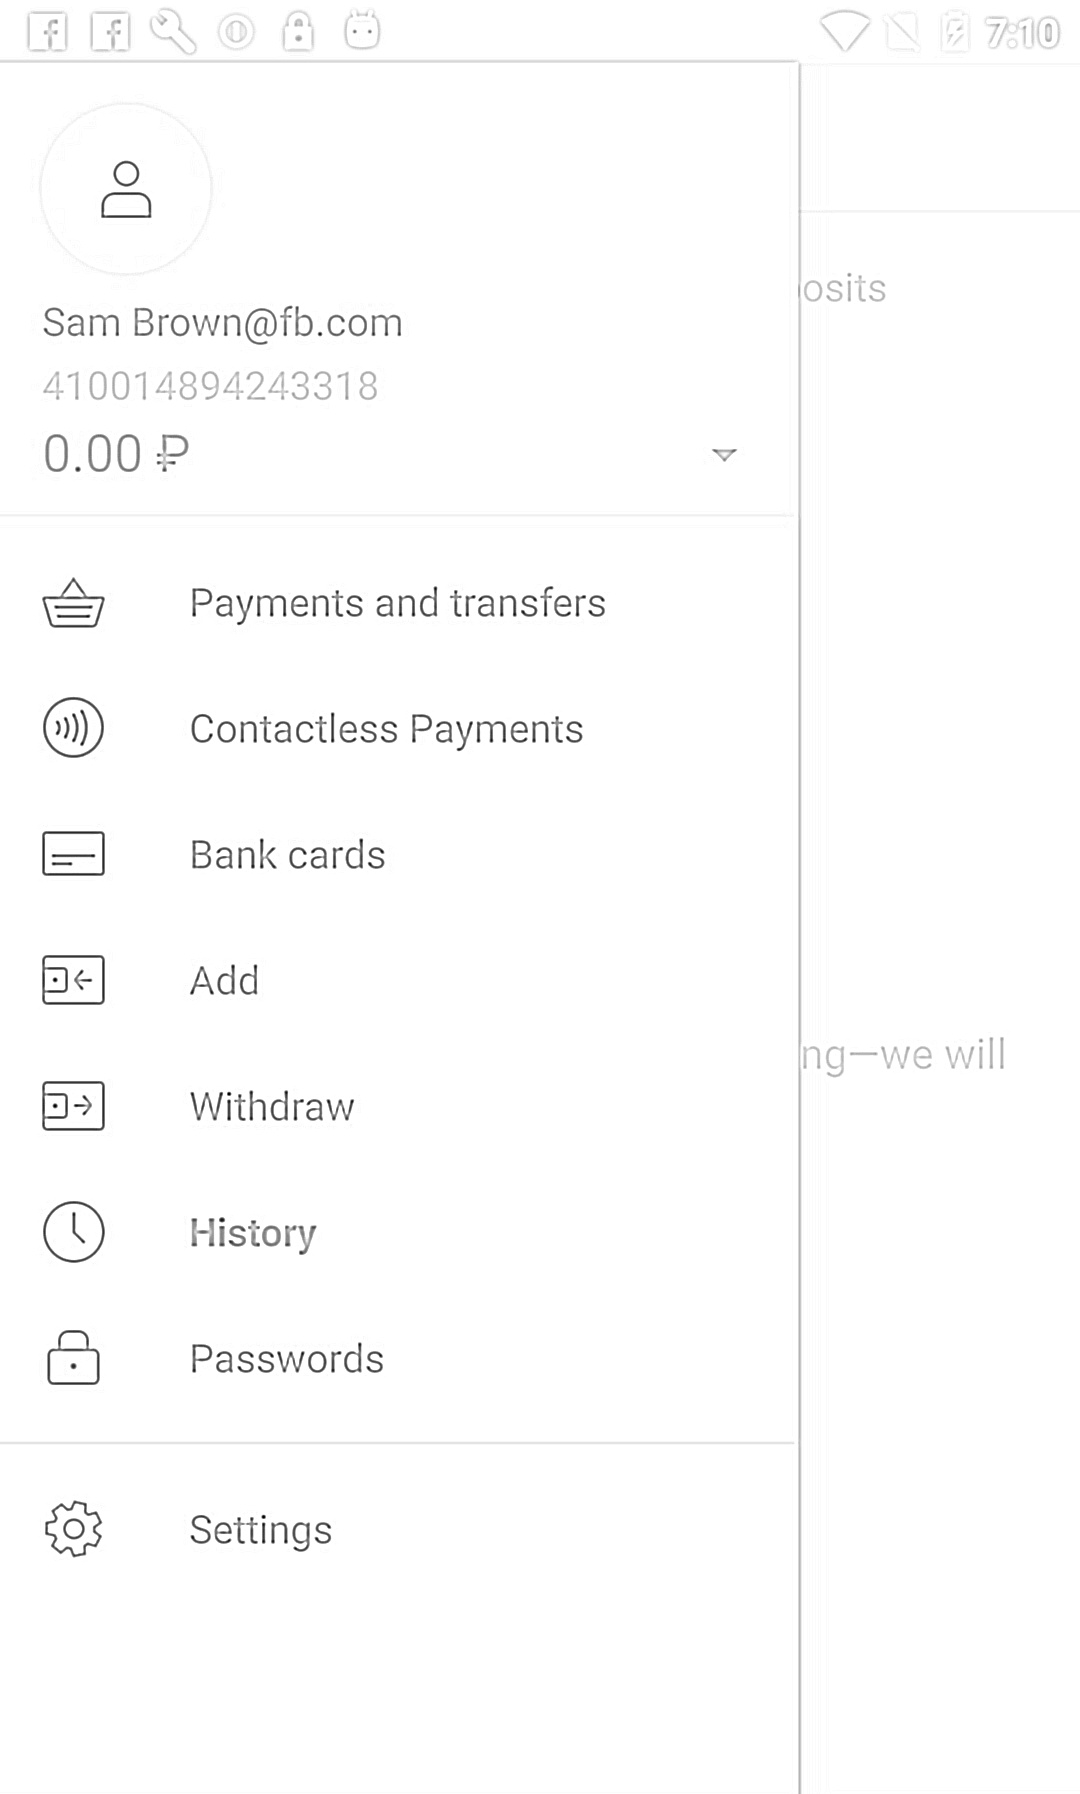 7:10
Sam Brown@fb.com
410014894243318
0.00 ₽
osits
Payments and transfers
Contactless Payments
Bank cards
Add
ng—we will
Withdraw
History
Passwords
Settings